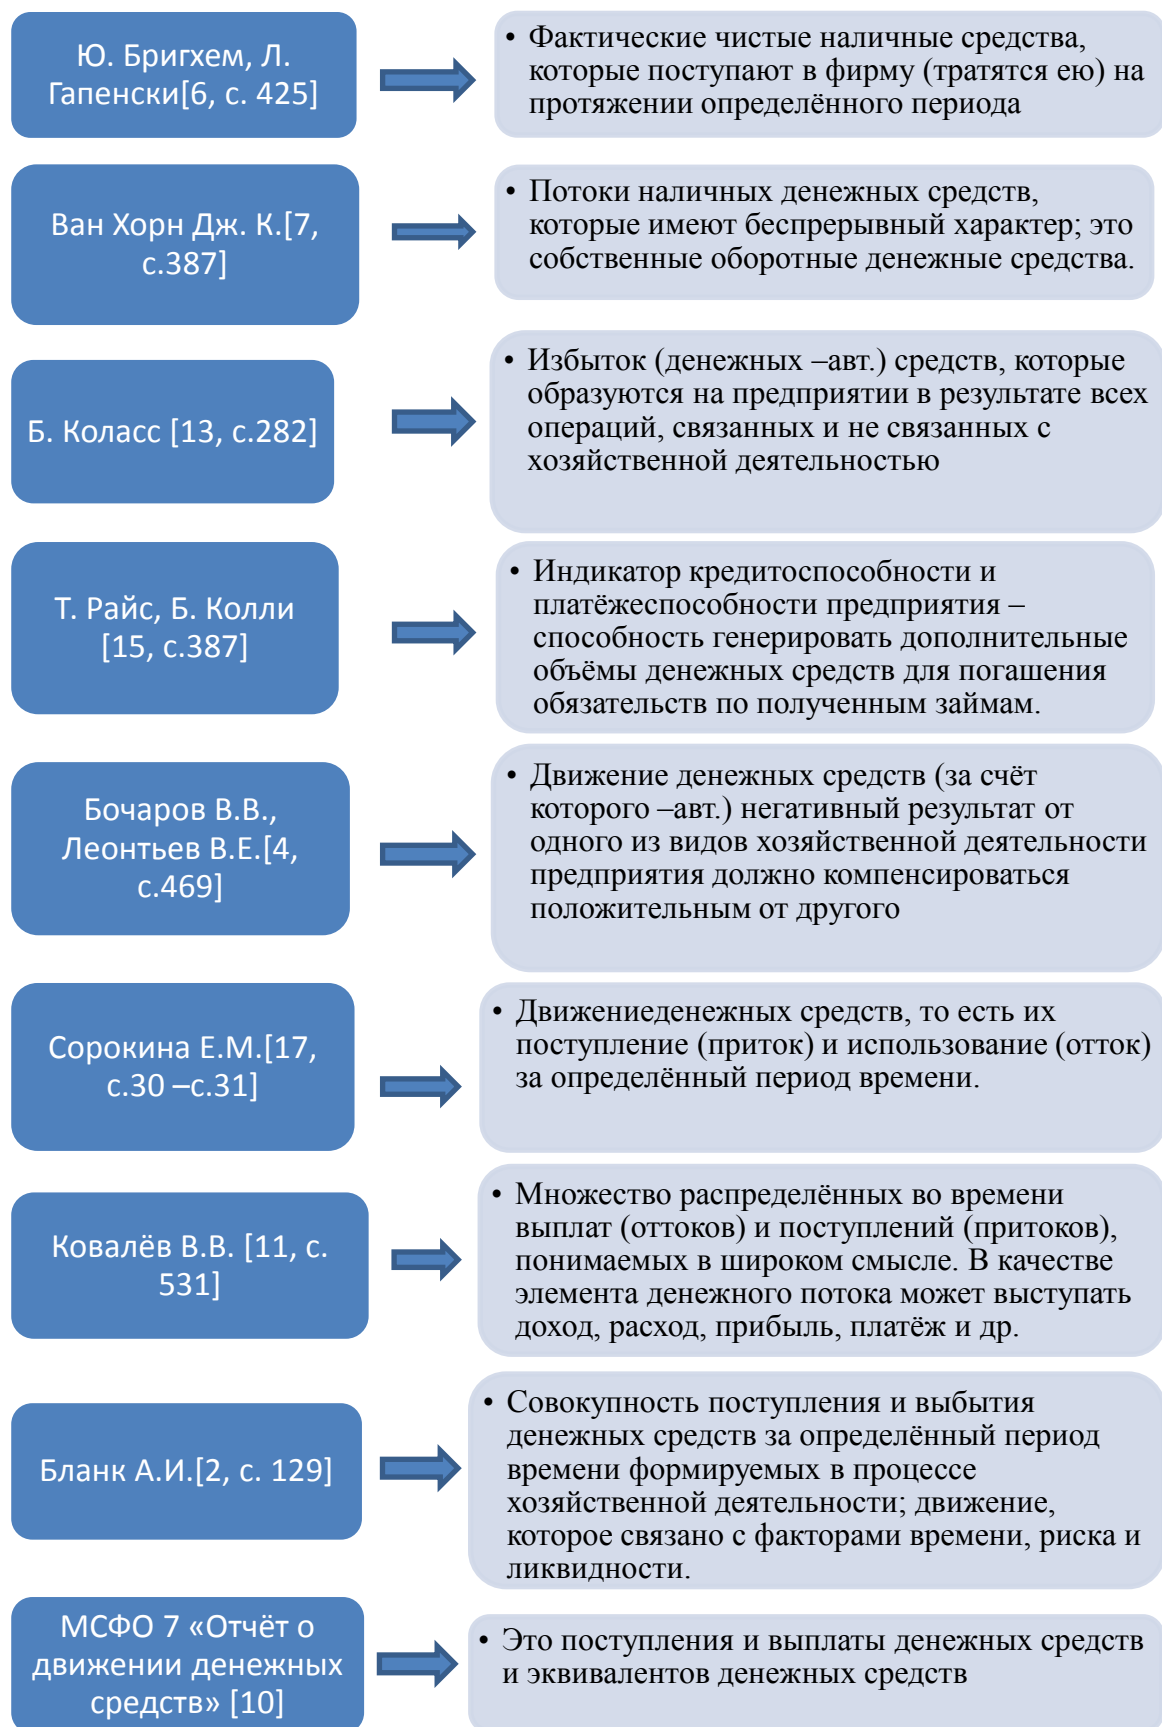 Ю. Бригхем, Л.
Гапенски[6, с. 425]
• Фактические чистые наличные средства,
которые поступают в фирму (тратятся ею) на
протяжении определённого периода
Ван Хорн Дж. К.[7,
с.387]
• Потоки наличных денежных средств,
которые имеют беспрерывный характер; это
собственные оборотные денежные средства.
Б. Коласс [13, с.282]
• Избыток (денежных –авт.) средств, которые
образуются на предприятии в результате всех
операций, связанных и не связанных с
хозяйственной деятельностью
Т. Райс, Б. Колли
[15, с.387]
• Индикатор кредитоспособности и
платёжеспособности предприятия –
способность генерировать дополнительные
объёмы денежных средств для погашения
обязательств по полученным займам.
Бочаров В.В.,
Леонтьев В.Е.[4,
с.469]
• Движение денежных средств (за счёт
которого –авт.) негативный результат от
одного из видов хозяйственной деятельности
предприятия должно компенсироваться
положительным от другого
Сорокина Е.М.[17,
с.30 –с.31]
• Движениеденежных средств, то есть их
поступление (приток) и использование (отток)
за определённый период времени.
Ковалёв В.В. [11, с.
531]
• Множество распределённых во времени
выплат (оттоков) и поступлений (притоков),
понимаемых в широком смысле. В качестве
элемента денежного потока может выступать
доход, расход, прибыль, платёж и др.
Бланк А.И.[2, с. 129]
• Совокупность поступления и выбытия
денежных средств за определённый период
времени формируемых в процессе
хозяйственной деятельности; движение,
которое связано с факторами времени, риска и
ликвидности.
МСФО 7 «Отчёт о
движении денежных
средств» [10]
• Это поступления и выплаты денежных средств
и эквивалентов денежных средств